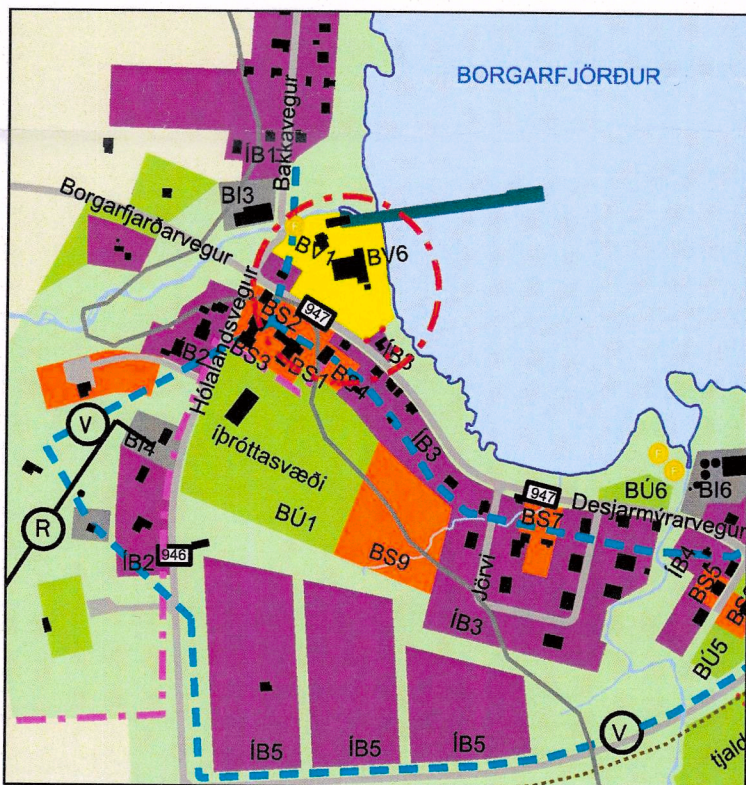 BORGARFJÖRÐUR
ÍB1
Bakkavegur
BI3
Borgarfjarðarvegur
F
BV1
BV6
Hólalandsvegur
947
BS2
ÍB2
BS3
BS1
BS4
ÍB3
V
BI4
íþróttasvæði
ÍB3
R
BÚ1
BS9
947
BÚ6
F
F
BI6
Desjarmýrarvegur
BS7
ÍB2
946
Jörvi
ÍB4
BS5
ÍB3
BÚ5
ÍB5
ÍB5
ÍB5
V